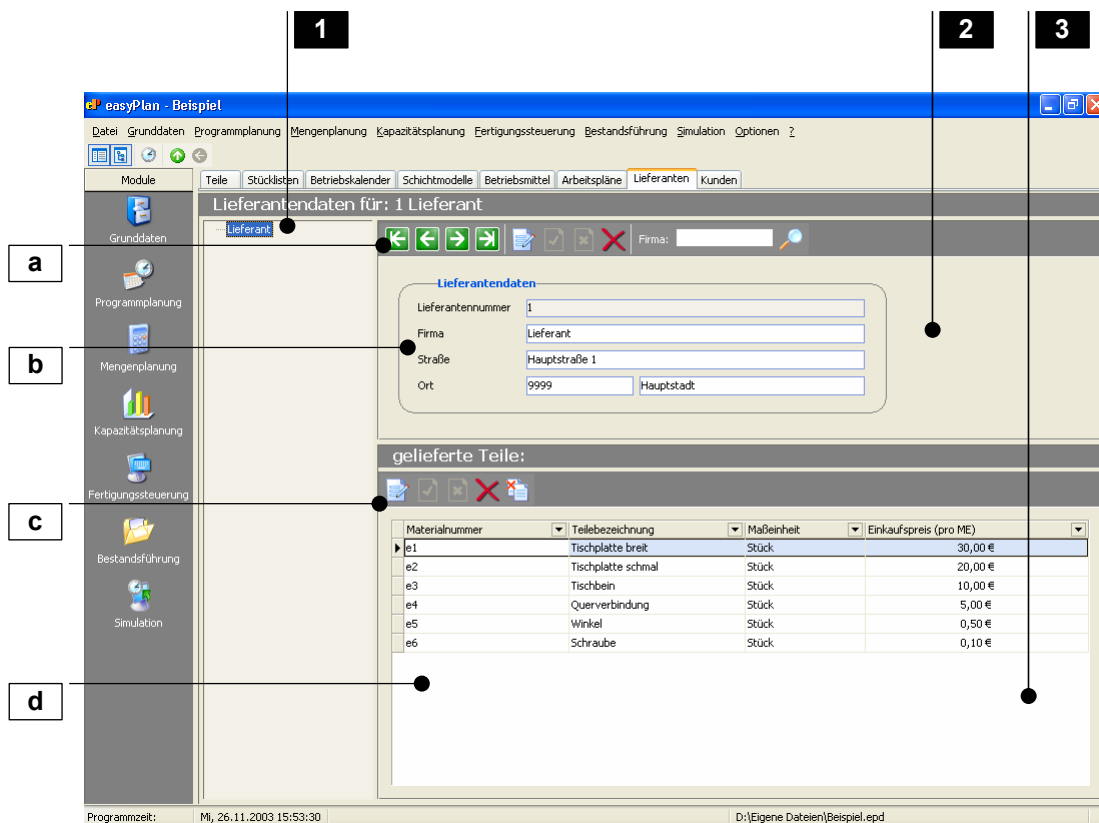 1
2
3
easyPlan - Beispiel
Datei Grunddaten Programmplanung Mengenplanung Kapazitätsplanung Fertigungssteuerung Bestandsführung Simulation Optionen ?
Module
Teile Stücklisten Betriebskalender Schichtmodelle Betriebsmittel Arbeitspläne Lieferanten Kunden
Lieferantendaten für: 1 Lieferant
Grunddaten
Programmplanung
Mengenplanung
Kapazitätsplanung
Fertigungssteuerung
Bestandsführung
Simulation
Lieferant
a
Firma:
Lieferantendaten
Lieferantennummer 1
b
Firma Lieferant
Straße Hauptstraße 1
Ort 9999 Hauptstadt
gelieferte Teile:
c
Materialnummer Teilebezeichnung Maßeinheit Einkaufspreis (pro ME)
e1 Tischplatte breit Stück 30,00 €
e2 Tischplatte schmal Stück 20,00 €
e3 Tischbein Stück 10,00 €
e4 Querverbindung Stück 5,00 €
e5 Winkel Stück 0,50 €
e6 Schraube Stück 0,10 €
d
Programmzeit: Mi, 26.11.2003 15:53:30 D:\Eigene Dateien\Beispiel.epd